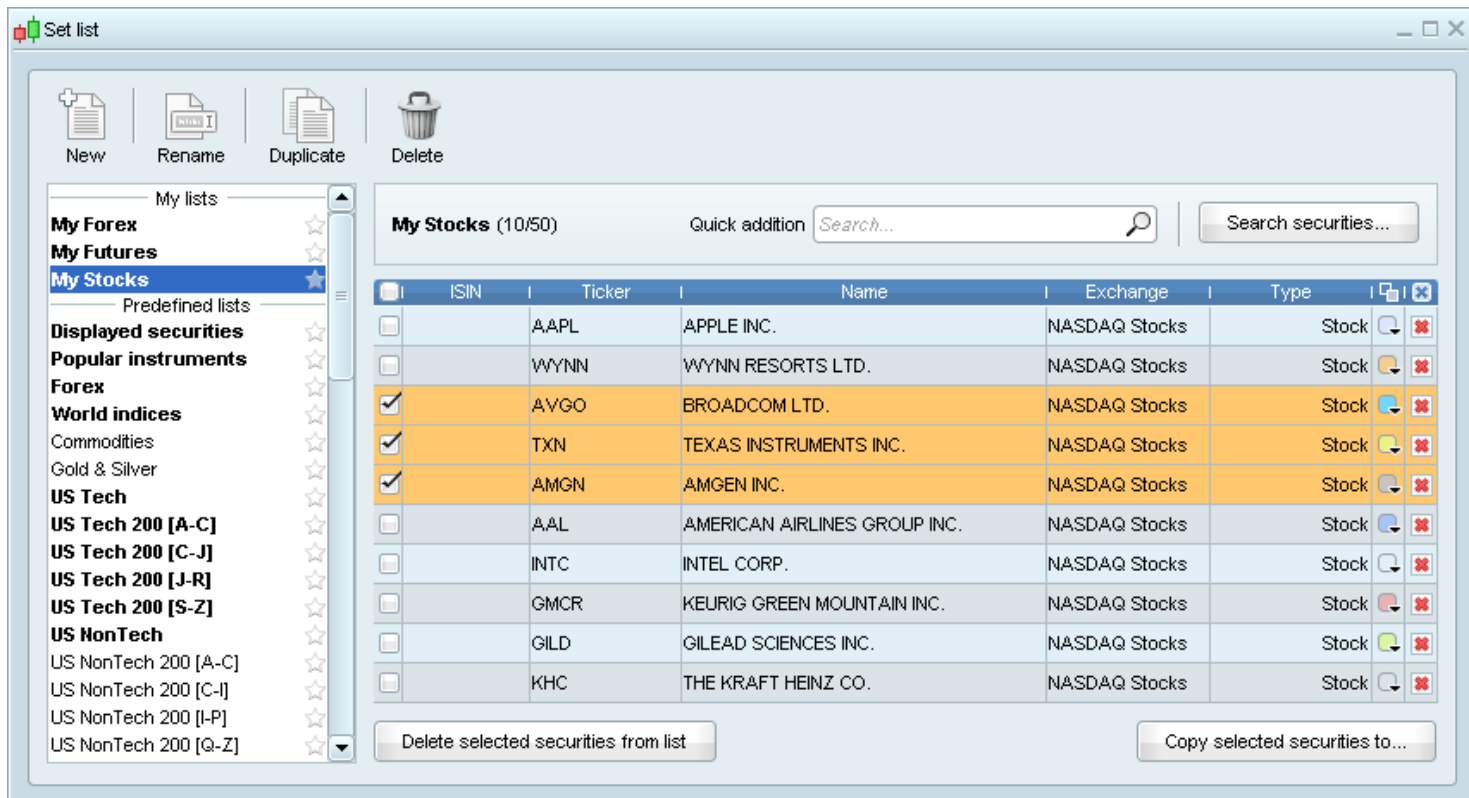 Set list
New Rename Duplicate Delete
My lists
My Forex
My Futures
My Stocks
Predefined lists
Displayed securities
Popular instruments
Forex
World indices
Commodities
Gold & Silver
US Tech
US Tech 200 [A-C]
US Tech 200 [C-J]
US Tech 200 [J-R]
US Tech 200 [S-Z]
US NonTech
US NonTech 200 [A-C]
US NonTech 200 [C-I]
US NonTech 200 [I-P]
US NonTech 200 [Q-Z]
My Stocks (10/50) Quick addition Search... Search securities...
ISIN Ticker Name Exchange Type
AAPL APPLE INC. NASDAQ Stocks Stock
WYNN WYNN RESORTS LTD. NASDAQ Stocks Stock
AVGO BROADCOM LTD. NASDAQ Stocks Stock
TXN TEXAS INSTRUMENTS INC. NASDAQ Stocks Stock
AMGN AMGEN INC. NASDAQ Stocks Stock
AAL AMERICAN AIRLINES GROUP INC. NASDAQ Stocks Stock
INTC INTEL CORP. NASDAQ Stocks Stock
GMCR KEURIG GREEN MOUNTAIN INC. NASDAQ Stocks Stock
GILD GILEAD SCIENCES INC. NASDAQ Stocks Stock
KHC THE KRAFT HEINZ CO. NASDAQ Stocks Stock
Delete selected securities from list Copy selected securities to...